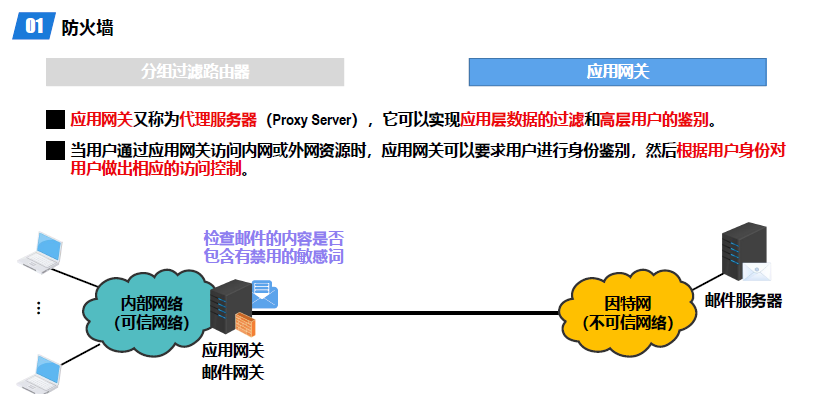 01 防火墙
分组过滤路由器
应用网关
应用网关又称为代理服务器（Proxy Server），它可以实现应用层数据的过滤和高层用户的鉴别。
当用户通过应用网关访问内网或外网资源时，应用网关可以要求用户进行身份鉴别，然后根据用户身份对
用户做出相应的访问控制。
检查邮件的内容是否
包含有禁用的敏感词
内部网络
（可信网络）
应用网关
邮件网关
因特网
（不可信网络）
邮件服务器